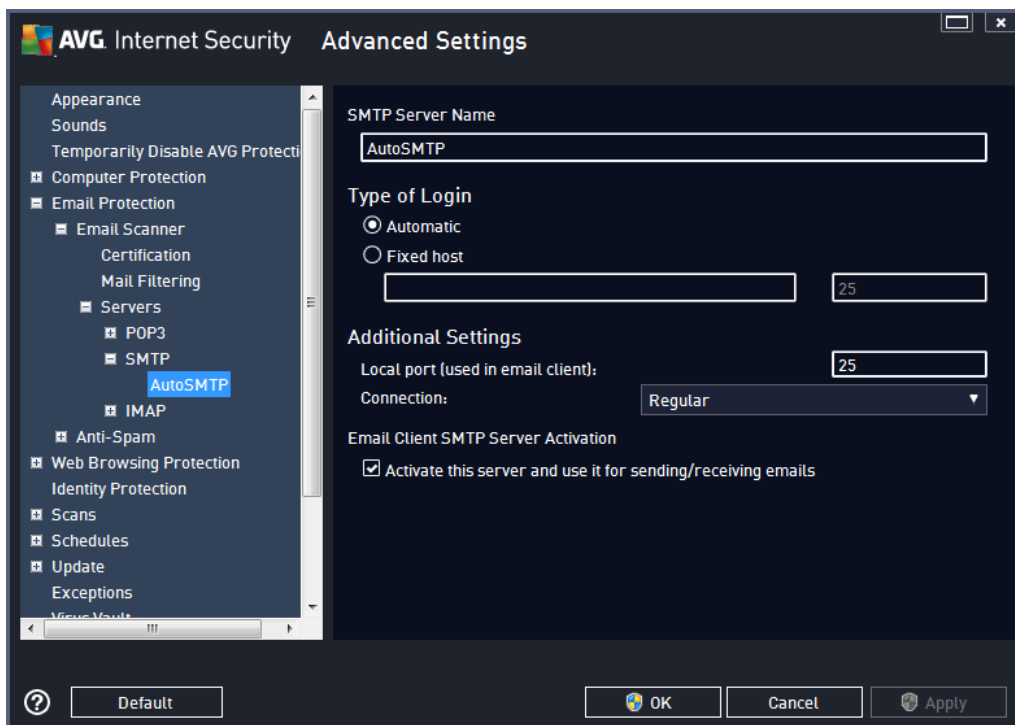 AVG. Internet Security Advanced Settings
Appearance
Sounds
Temporarily Disable AVG Protecti
Computer Protection
Email Protection
Email Scanner
Certification
Mail Filtering
Servers
POP3
SMTP
AutoSMTP
IMAP
Anti-Spam
Web Browsing Protection
Identity Protection
Scans
Schedules
Update
Exceptions
Virus Vault
SMTP Server Name
AutoSMTP
Type of Login
Automatic
Fixed host
25
Additional Settings
Local port (used in email client): 25
Connection: Regular
Email Client SMTP Server Activation
Activate this server and use it for sending/receiving emails
Default OK Cancel Apply